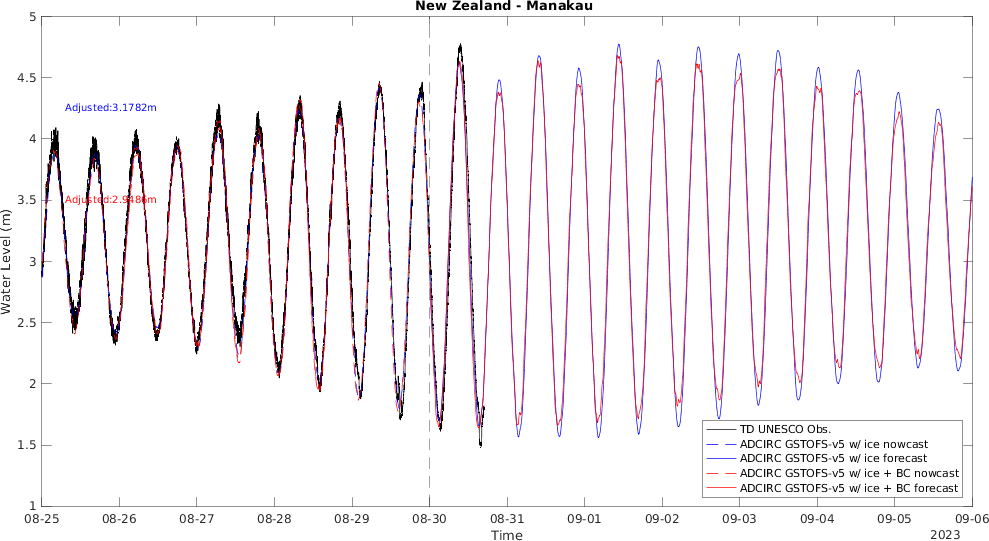 New Zealand - Manakau
5
4.5
4
3.5
3
2.5
2
1.5
1
Water Level (m)
Adjusted:3.1782m
Adjusted:2.9486m
TD UNESCO Obs.
ADCIRC GSTOFS-v5 w/ ice nowcast
ADCIRC GSTOFS-v5 w/ ice forecast
ADCIRC GSTOFS-v5 w/ ice + BC nowcast
ADCIRC GSTOFS-v5 w/ ice + BC forecast
08-25 08-26 08-27 08-28 08-29 08-30 08-31 09-01 09-02 09-03 09-04 09-05 09-06
Time
2023